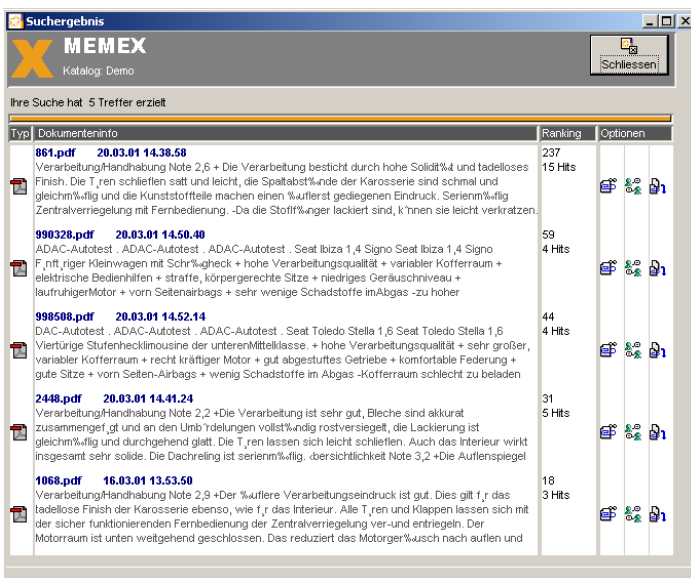 Suchergebnis
MEMEX
Katalog: Demo
Schliessen
Ihre Suche hat 5 Treffer erzielt
Typ Dokumenteninfo Ranking Optionen
861.pdf 20.03.01 14.38.58 237
Verarbeitung/Handhabung Note 2,6 + Die Verarbeitung besticht durch hohe Solidit‰t und tadelloses 15 Hits
Finish. Die T¸ren schlieflen satt und leicht, die Spaltabst‰nde der Karosserie sind schmal und
gleichm‰flig und die Kunststoffteile machen einen ‰uflerst gediegenen Eindruck. Serienm‰flig
Zentralverriegelung mit Fernbedienung. -Da die Stoflf‰nger lackiert sind, kˆnnen sie leicht verkratzen.
990328.pdf 20.03.01 14.50.40 59
ADAC-Autotest . ADAC-Autotest . ADAC-Autotest . Seat Ibiza 1,4 Signo Seat Ibiza 1,4 Signo 4 Hits
F¸nft¸riger Kleinwagen mit Schr‰gheck + hohe Verarbeitungsqualität + variabler Kofferraum +
elektrische Bedienhilfen + straffe, körpergerechte Sitze + niedriges Geräuschniveau +
laufruhigerMotor + vorn Seitenairbags + sehr wenige Schadstoffe imAbgas -zu hoher
998508.pdf 20.03.01 14.52.14 44
DAC-Autotest . ADAC-Autotest . ADAC-Autotest . Seat Toledo Stella 1,6 Seat Toledo Stella 1,6 4 Hits
Viertürige Stufenhecklimousine der unterenMittelklasse. + hohe Verarbeitungsqualität + sehr großer,
variabler Kofferraum + recht kräftiger Motor + gut abgestuftes Getriebe + komfortable Federung +
gute Sitze + vorn Seiten-Airbags + wenig Schadstoffe im Abgas -Kofferraum schlecht zu beladen
2448.pdf 20.03.01 14.41.24 31
Verarbeitung/Handhabung Note 2,2 +Die Verarbeitung ist sehr gut, Bleche sind akkurat 5 Hits
zusammengef¸gt und an den Umbˆrdelungen vollst‰ndig rostversiegelt, die Lackierung ist
gleichm‰flig und durchgehend glatt. Die T¸ren lassen sich leicht schlieflen. Auch das Interieur wirkt
insgesamt sehr solide. Die Dachreling ist serienm‰flig. ‹bersichtlichkeit Note 3,2 +Die Auflenspiegel
1068.pdf 16.03.01 13.53.50 18
Verarbeitung/Handhabung Note 2,9 +Der ‰uflere Verarbeitungseindruck ist gut. Dies gilt f¸r das 3 Hits
tadellose Finish der Karosserie ebenso, wie f¸r das Interieur. Alle T¸ren und Klappen lassen sich mit
der sicher funktionierenden Fernbedienung der Zentralverriegelung ver-und entriegeln. Der
Motorraum ist unten weitgehend geschlossen. Das reduziert das Motorger‰usch nach auflen und